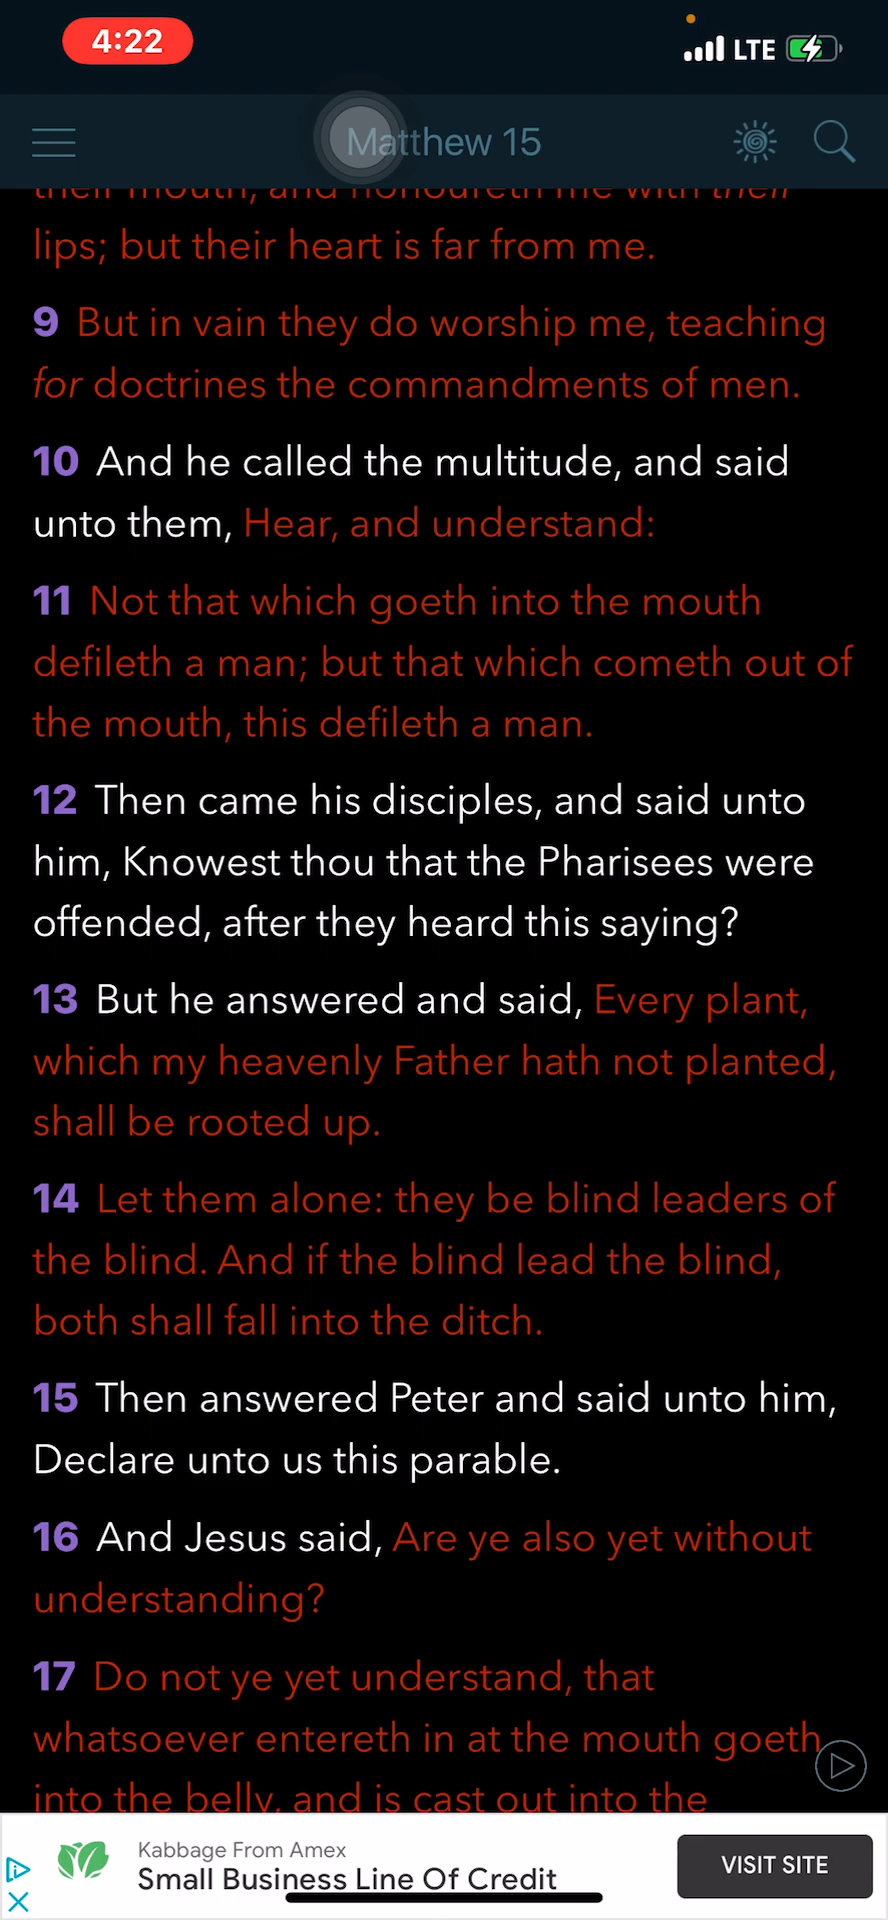 4:22
LTE
Matthew 15
their mouth, and honoureth me with their
lips; but their heart is far from me.
9 But in vain they do worship me, teaching
for doctrines the commandments of men.
10 And he called the multitude, and said
unto them, Hear, and understand:
11 Not that which goeth into the mouth
defileth a man; but that which cometh out of
the mouth, this defileth a man.
12 Then came his disciples, and said unto
him, Knowest thou that the Pharisees were
offended, after they heard this saying?
13 But he answered and said, Every plant,
which my heavenly Father hath not planted,
shall be rooted up.
14 Let them alone: they be blind leaders of
the blind. And if the blind lead the blind,
both shall fall into the ditch.
15 Then answered Peter and said unto him,
Declare unto us this parable.
16 And Jesus said, Are ye also yet without
understanding?
17 Do not ye yet understand, that
whatsoever entereth in at the mouth goeth
into the belly, and is cast out into the
Kabbage From Amex
Small Business Line Of Credit
VISIT SITE